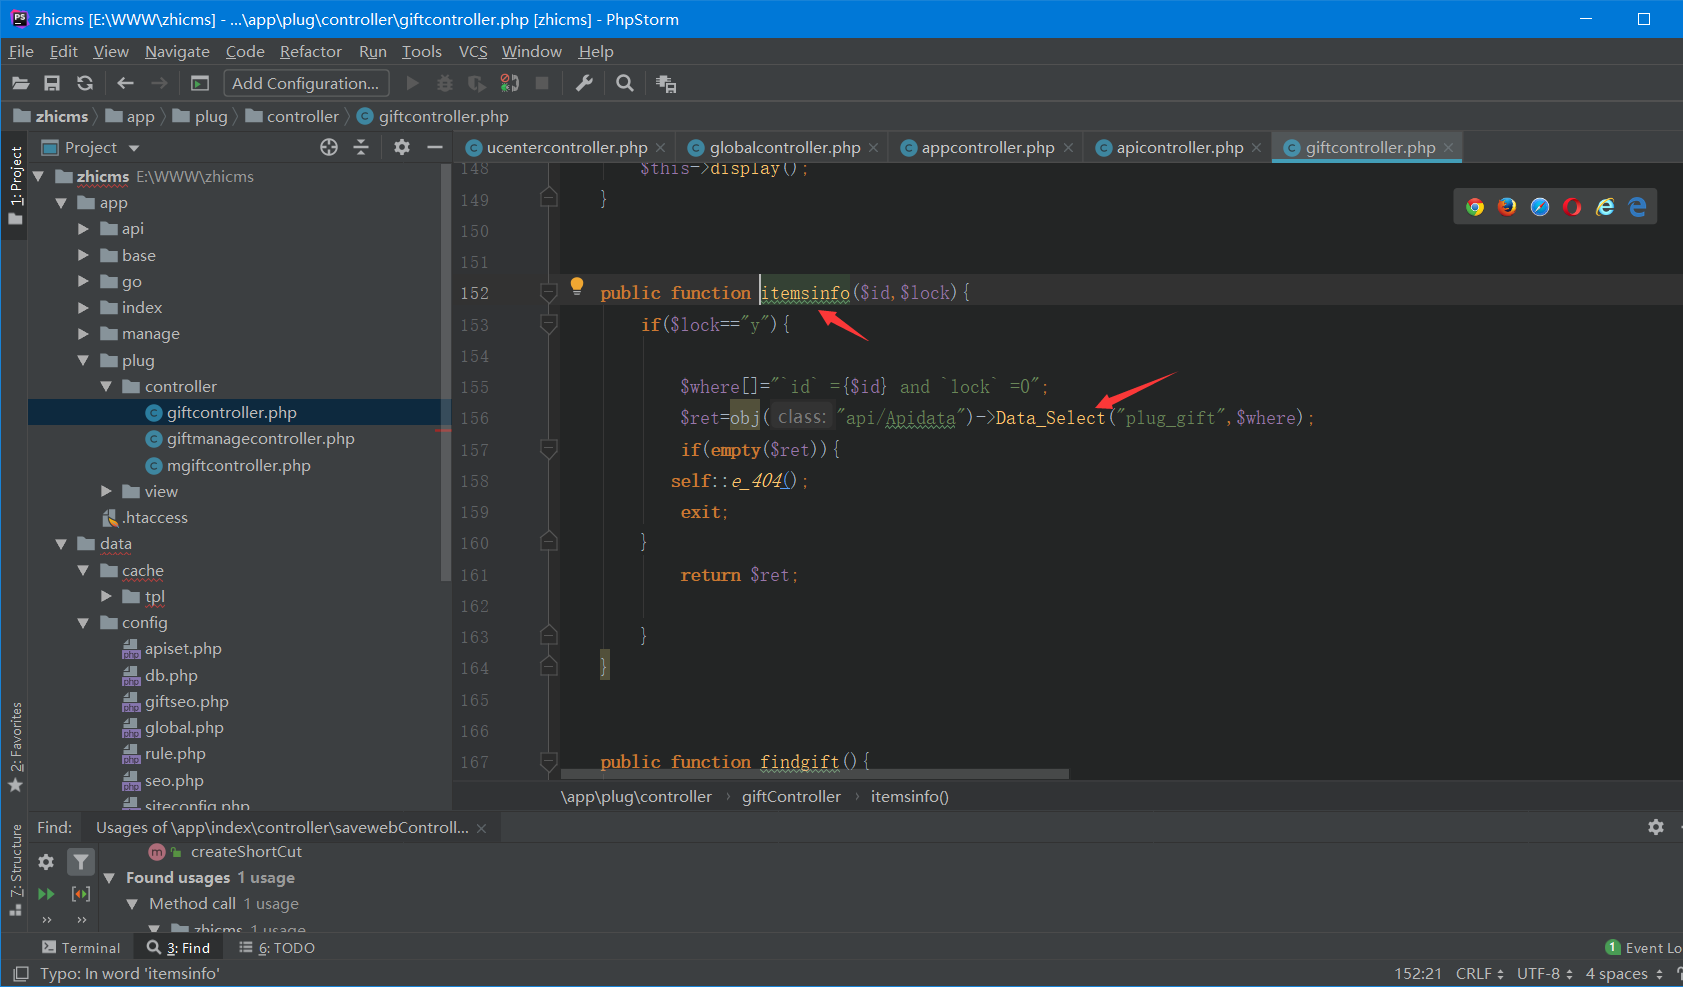 zhicms [E:\WWW\zhicms] - ...\app\plug\controller\giftcontroller.php [zhicms] - PhpStorm
File Edit View Navigate Code Refactor Run Tools VCS Window Help
Add Configuration...
zhicms app plug controller giftcontroller.php
1: Project
Project
ucentercontroller.php globalcontroller.php appcontroller.php apicontroller.php giftcontroller.php
zhicms E:\WWW\zhicms
app
api
base
go
index
manage
plug
controller
giftcontroller.php
giftmanagecontroller.php
mgiftcontroller.php
view
.htaccess
data
cache
tpl
config
apiset.php
db.php
giftseo.php
global.php
rule.php
seo.php
siteconfig.php
148 $this->display();
149 }
150
151
152 public function itemsinfo($id,$lock){
153 if($lock=="y"){
154
155 $where[]="`id` ={$id} and `lock` =0";
156 $ret=obj( class: "api/Apidata")->Data_Select("plug_gift",$where);
157 if(empty($ret)){
158 self::e_404();
159 exit;
160 }
161 return $ret;
162
163 }
164 }
165
166
167 public function findgift(){
\app\plug\controller › giftController › itemsinfo()
2: Favorites
Z: Structure
Find: Usages of \app\index\controller\savewebControll...
m createShortCut
Found usages 1 usage
Method call 1 usage
zhicms 1 usage
Terminal 3: Find 6: TODO 1 Event Lo
Typo: In word 'itemsinfo' 152:21 CRLF UTF-8 4 spaces